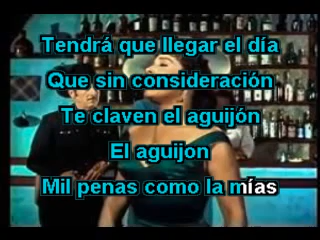 Tendrá que llegar el día
Que sin consideración
Te claven el aguijón
El aguijon
Mil penas como la mías